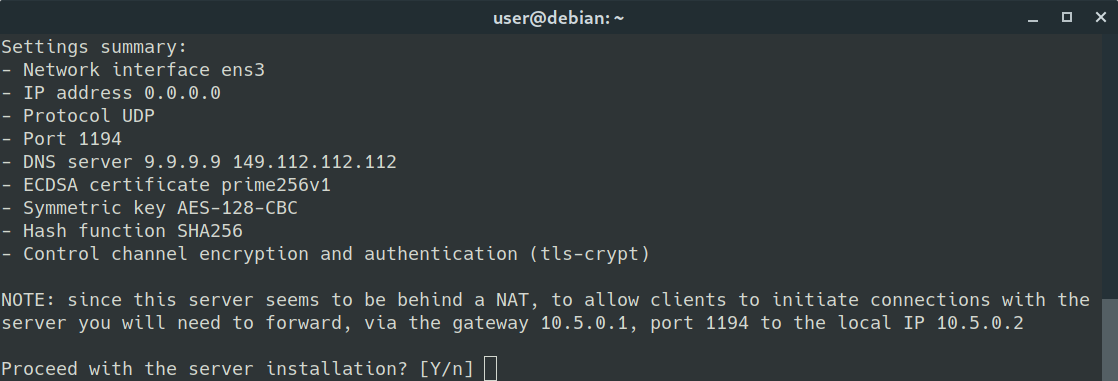 user@debian: ~
Settings summary:
- Network interface ens3
- IP address 0.0.0.0
- Protocol UDP
- Port 1194
- DNS server 9.9.9.9 149.112.112.112
- ECDSA certificate prime256v1
- Symmetric key AES-128-CBC
- Hash function SHA256
- Control channel encryption and authentication (tls-crypt)
NOTE: since this server seems to be behind a NAT, to allow clients to initiate connections with the
server you will need to forward, via the gateway 10.5.0.1, port 1194 to the local IP 10.5.0.2
Proceed with the server installation? [Y/n]